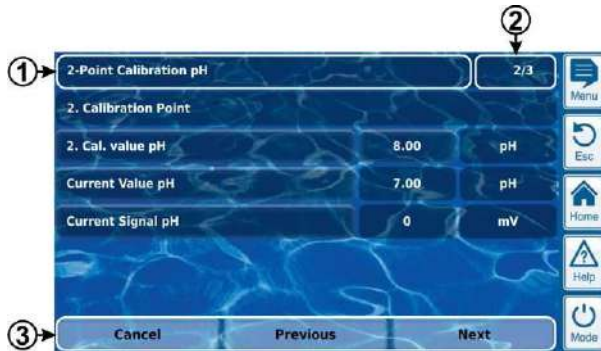 2
1
2-Point Calibration pH 2/3
Menu
2. Calibration Point
2. Cal. value pH 8.00 pH
Esc
Current Value pH 7.00 pH
Home
Current Signal pH 0 mV
Help
3
Cancel Previous Next
Mode